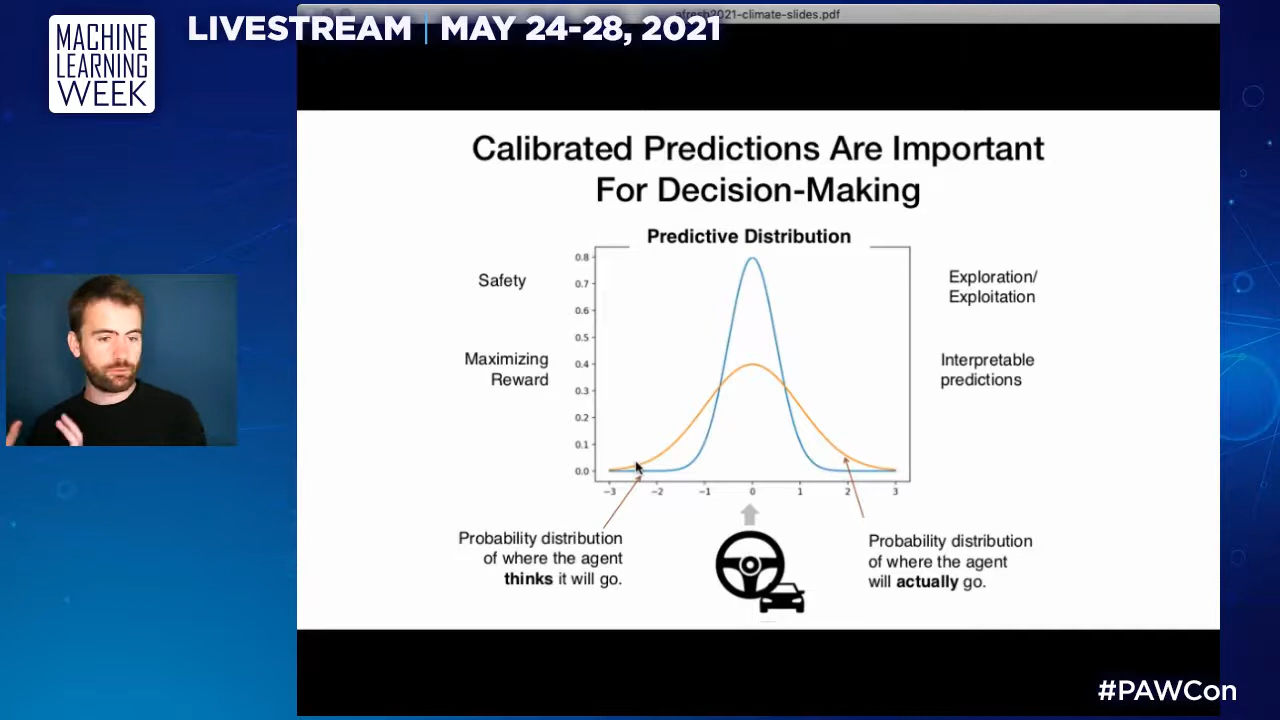 MACHINE
LEARNING
WEEK
LIVESTREAM | MAY 24-28, 2021
afresh2021-climate-slides.pdf
Calibrated Predictions Are Important
For Decision-Making
Predictive Distribution
Safety
Maximizing
Reward
0.8
0.7
0.6
0.5
0.4
0.3
0.2
0.1
0.0
−3 −2 −1 0 1 2 3
Exploration/
Exploitation
Interpretable
predictions
Probability distribution
of where the agent
thinks it will go.
Probability distribution
of where the agent
will actually go.
#PAWCon